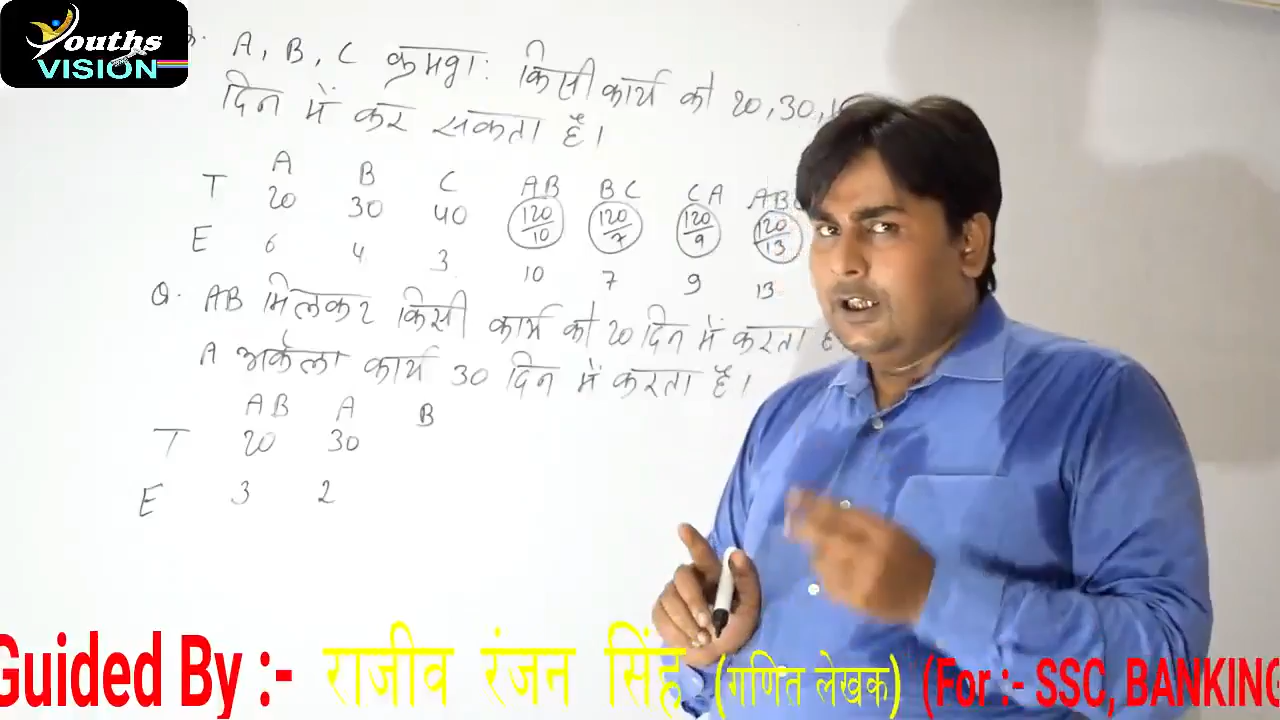 Youths
VISION
A, B, C क्रमशः किसी कार्य को 20, 30,
दिन में कर सकता है।
A B C AB BC CA ABC
T 20 30 40 120/10 120/7 120/9 120/13
E 6 4 3 10 7 9 13
Q. AB मिलकर किसी कार्य को 20 दिन में करता है
A अकेला कार्य 30 दिन में करता है।
AB A B
T 20 30
E 3 2
Guided By :- राजीव रंजन सिंह (गणित लेखक) (For :- SSC, BANKING